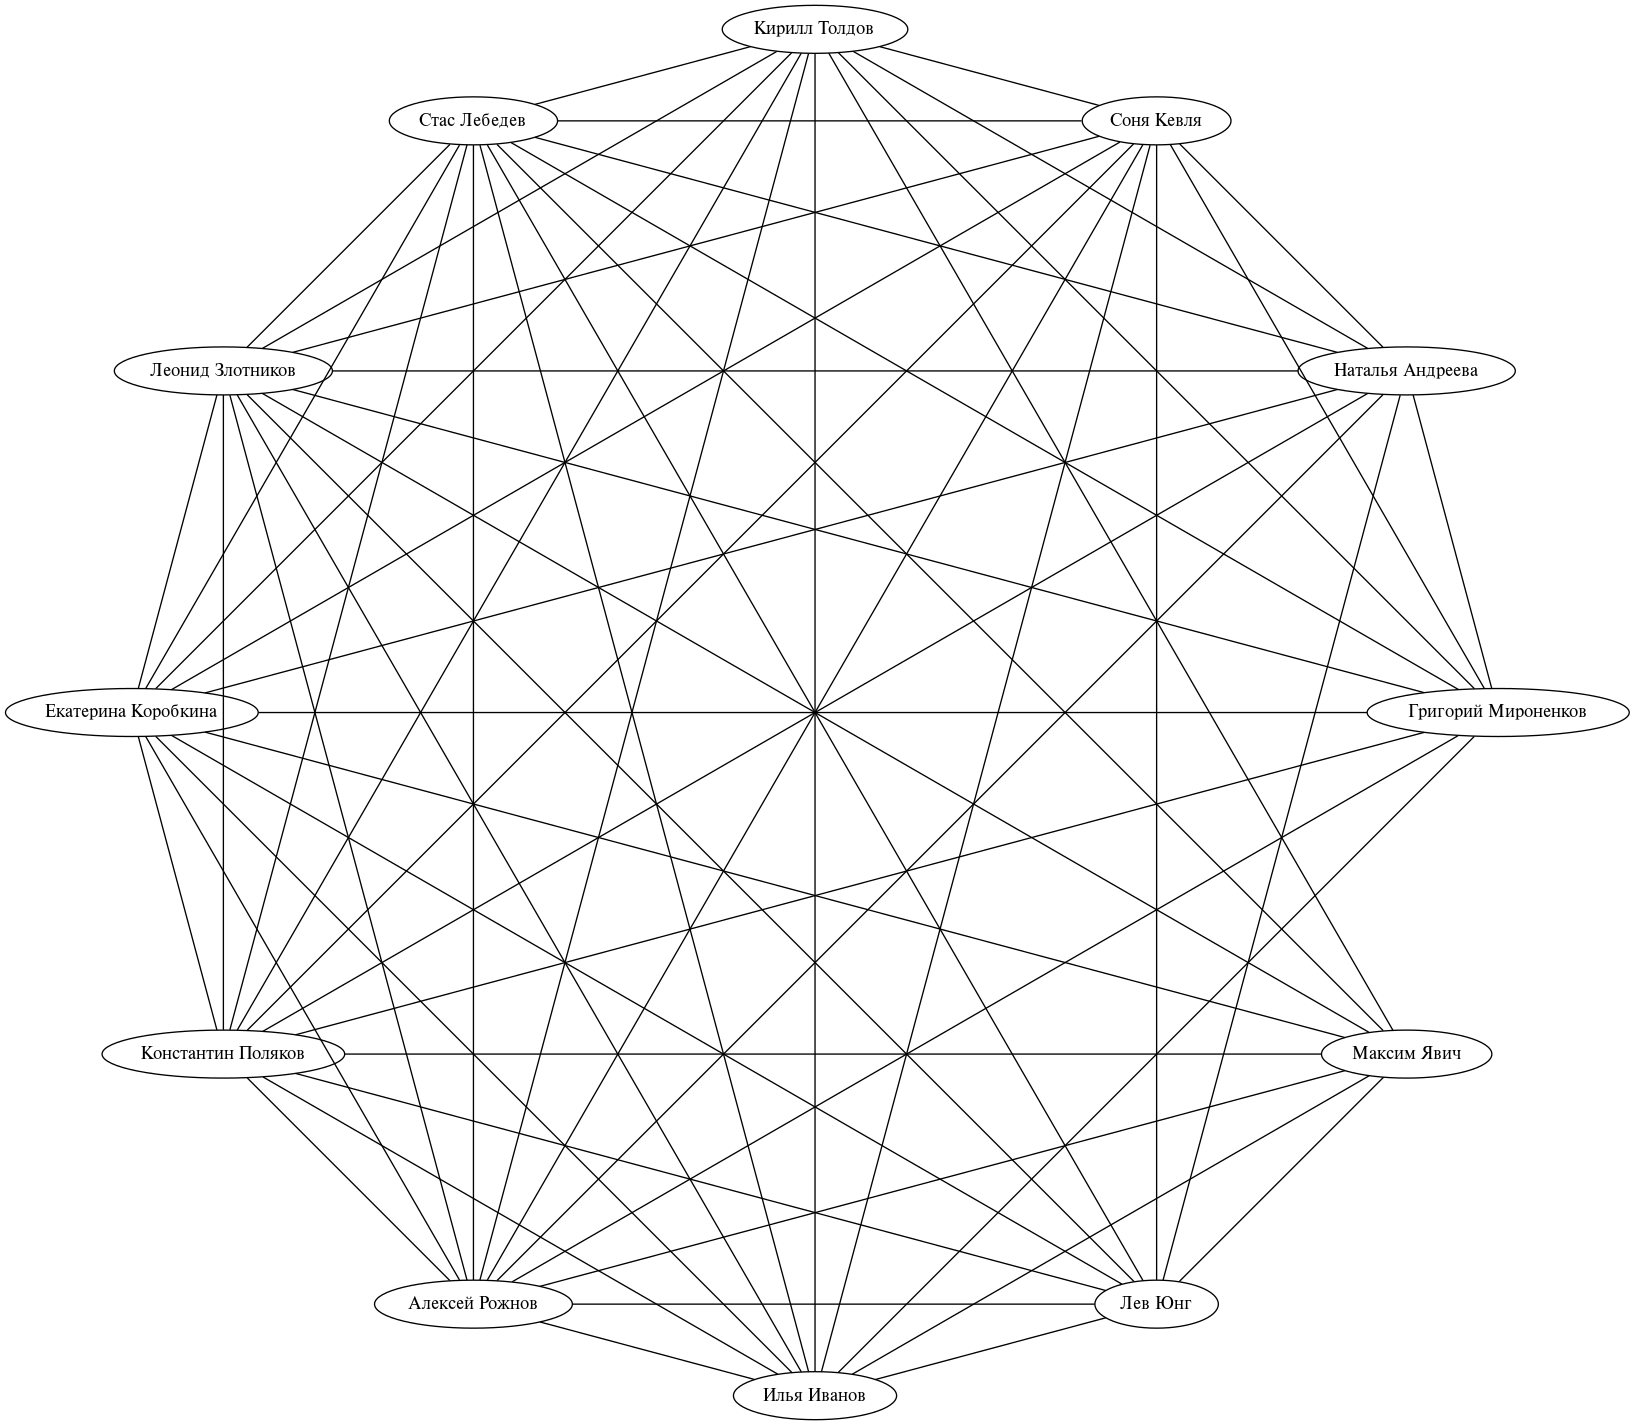 Кирилл Толдов
Стас Лебедев
Соня Кевля
Леонид Злотников
Наталья Андреева
Екатерина Коробкина
Григорий Мироненков
Константин Поляков
Максим Явич
Алексей Рожнов
Лев Юнг
Илья Иванов